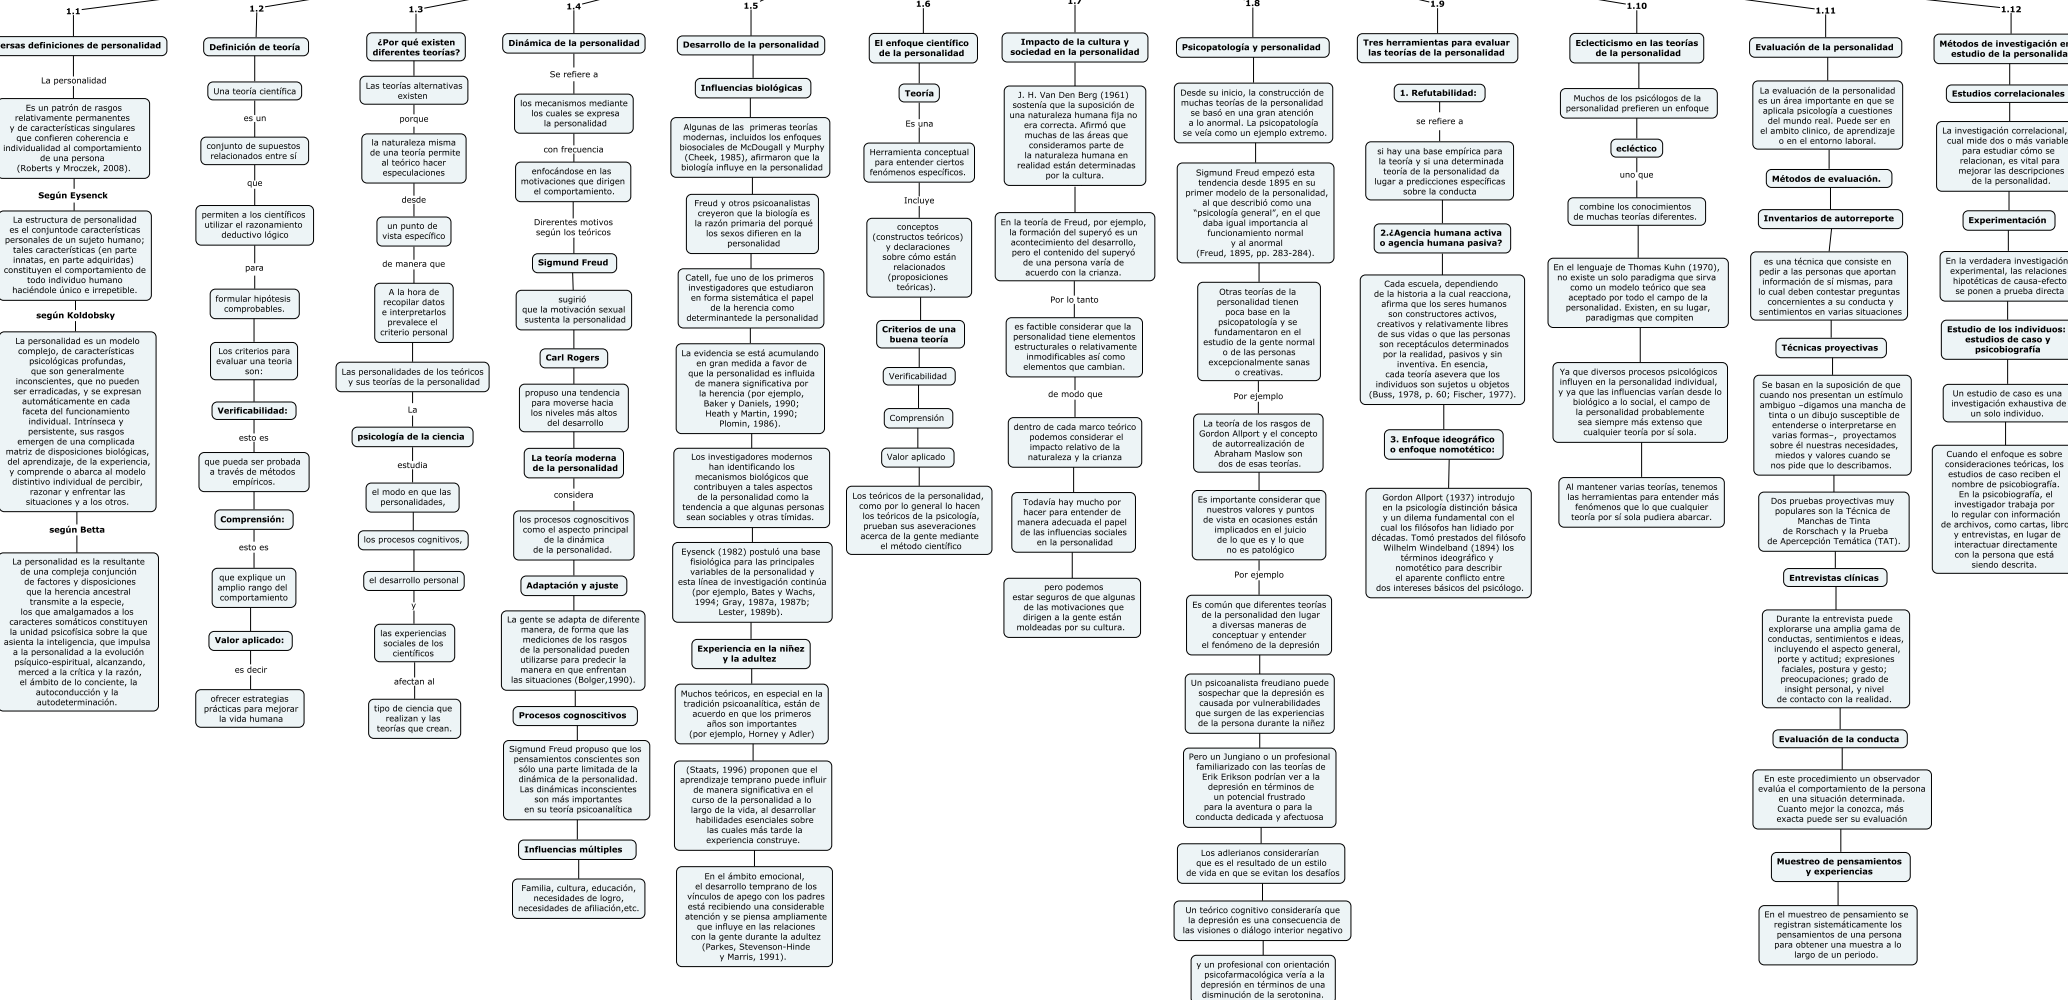 1.1
ersas definiciones de personalidad
La personalidad
Es un patrón de rasgos
relativamente permanentes
y de características singulares
que confieren coherencia e
individualidad al comportamiento
de una persona
(Roberts y Mroczek, 2008).
Según Eysenck
La estructura de personalidad
es el conjuntode características
personales de un sujeto humano;
tales características (en parte
innatas, en parte adquiridas)
constituyen el comportamiento de
todo individuo humano
haciéndole único e irrepetible.
según Koldobsky
La personalidad es un modelo
complejo, de características
psicológicas profundas,
que son generalmente
inconscientes, que no pueden
ser erradicadas, y se expresan
automáticamente en cada
faceta del funcionamiento
individual. Intrínseca y
persistente, sus rasgos
emergen de una complicada
matriz de disposiciones biológicas,
del aprendizaje, de la experiencia,
y comprende o abarca al modelo
distintivo individual de percibir,
razonar y enfrentar las
situaciones y a los otros.
según Betta
La personalidad es la resultante
de una compleja conjunción
de factores y disposiciones
que la herencia ancestral
transmite a la especie,
los que amalgamados a los
caracteres somáticos constituyen
la unidad psicofísica sobre la que
asienta la inteligencia, que impulsa
a la personalidad a la evolución
psíquico-espiritual, alcanzando,
merced a la crítica y la razón,
el ámbito de lo conciente, la
autoconducción y la
autodeterminación.
1.2
Definición de teoría
Una teoría científica
es un
conjunto de supuestos
relacionados entre sí
que
permiten a los científicos
utilizar el razonamiento
deductivo lógico
para
formular hipótesis
comprobables.
Los criterios para
evaluar una teoria
son:
Verificabilidad:
esto es
que pueda ser probada
a través de métodos
empíricos.
Comprensión:
esto es
que explique un
amplio rango del
comportamiento
Valor aplicado:
es decir
ofrecer estrategias
prácticas para mejorar
la vida humana
1.3
¿Por qué existen
diferentes teorías?
Las teorías alternativas
existen
porque
la naturaleza misma
de una teoría permite
al teórico hacer
especulaciones
desde
un punto de
vista específico
de manera que
A la hora de
recopilar datos
e interpretarlos
prevalece el
criterio personal
Las personalidades de los teóricos
y sus teorías de la personalidad
La
psicología de la ciencia
estudia
el modo en que las
personalidades,
los procesos cognitivos,
el desarrollo personal
y
las experiencias
sociales de los
científicos
afectan al
tipo de ciencia que
realizan y las
teorías que crean.
1.4
Dinámica de la personalidad
Se refiere a
los mecanismos mediante
los cuales se expresa
la personalidad
con frecuencia
enfocándose en las
motivaciones que dirigen
el comportamiento.
Direrentes motivos
según los teóricos
Sigmund Freud
sugirió
que la motivación sexual
sustenta la personalidad
Carl Rogers
propuso una tendencia
para moverse hacia
los niveles más altos
del desarrollo
La teoría moderna
de la personalidad
considera
los procesos cognoscitivos
como el aspecto principal
de la dinámica
de la personalidad.
Adaptación y ajuste
La gente se adapta de diferente
manera, de forma que las
mediciones de los rasgos
de la personalidad pueden
utilizarse para predecir la
manera en que enfrentan
las situaciones (Bolger,1990).
Procesos cognoscitivos
Sigmund Freud propuso que los
pensamientos conscientes son
sólo una parte limitada de la
dinámica de la personalidad.
Las dinámicas inconscientes
son más importantes
en su teoría psicoanalítica
Influencias múltiples
Familia, cultura, educación,
necesidades de logro,
necesidades de afiliación,etc.
1.5
Desarrollo de la personalidad
Influencias biológicas
Algunas de las primeras teorías
modernas, incluidos los enfoques
biosociales de McDougall y Murphy
(Cheek, 1985), afirmaron que la
biología influye en la personalidad
Freud y otros psicoanalistas
creyeron que la biología es
la razón primaria del porqué
los sexos difieren en la
personalidad
Catell, fue uno de los primeros
investigadores que estudiaron
en forma sistemática el papel
de la herencia como
determinantede la personalidad
La evidencia se está acumulando
en gran medida a favor de
que la personalidad es influida
de manera significativa por
la herencia (por ejemplo,
Baker y Daniels, 1990;
Heath y Martin, 1990;
Plomin, 1986).
Los investigadores modernos
han identificando los
mecanismos biológicos que
contribuyen a tales aspectos
de la personalidad como la
tendencia a que algunas personas
sean sociables y otras tímidas.
Eysenck (1982) postuló una base
fisiológica para las principales
variables de la personalidad y
esta línea de investigación continúa
(por ejemplo, Bates y Wachs,
1994; Gray, 1987a, 1987b;
Lester, 1989b).
Experiencia en la niñez
y la adultez
Muchos teóricos, en especial en la
tradición psicoanalítica, están de
acuerdo en que los primeros
años son importantes
(por ejemplo, Horney y Adler)
(Staats, 1996) proponen que el
aprendizaje temprano puede influir
de manera significativa en el
curso de la personalidad a lo
largo de la vida, al desarrollar
habilidades esenciales sobre
las cuales más tarde la
experiencia construye.
En el ámbito emocional,
el desarrollo temprano de los
vínculos de apego con los padres
está recibiendo una considerable
atención y se piensa ampliamente
que influye en las relaciones
con la gente durante la adultez
(Parkes, Stevenson-Hinde
y Marris, 1991).
1.6
El enfoque científico
de la personalidad
Teoría
Es una
Herramienta conceptual
para entender ciertos
fenómenos específicos.
Incluye
conceptos
(constructos teóricos)
y declaraciones
sobre cómo están
relacionados
(proposiciones
teóricas).
Criterios de una
buena teoría
Verificabilidad
Comprensión
Valor aplicado
Los teóricos de la personalidad,
como por lo general lo hacen
los teóricos de la psicología,
prueban sus aseveraciones
acerca de la gente mediante
el método científico
1.7
Impacto de la cultura y
sociedad en la personalidad
J. H. Van Den Berg (1961)
sostenía que la suposición de
una naturaleza humana fija no
era correcta. Afirmó que
muchas de las áreas que
consideramos parte de
la naturaleza humana en
realidad están determinadas
por la cultura.
En la teoría de Freud, por ejemplo,
la formación del superyó es un
acontecimiento del desarrollo,
pero el contenido del superyó
de una persona varía de
acuerdo con la crianza.
Por lo tanto
es factible considerar que la
personalidad tiene elementos
estructurales o relativamente
inmodificables así como
elementos que cambian.
de modo que
dentro de cada marco teórico
podemos considerar el
impacto relativo de la
naturaleza y la crianza
Todavía hay mucho por
hacer para entender de
manera adecuada el papel
de las influencias sociales
en la personalidad
pero podemos
estar seguros de que algunas
de las motivaciones que
dirigen a la gente están
moldeadas por su cultura.
1.8
Psicopatología y personalidad
Desde su inicio, la construcción de
muchas teorías de la personalidad
se basó en una gran atención
a lo anormal. La psicopatología
se veía como un ejemplo extremo.
Sigmund Freud empezó esta
tendencia desde 1895 en su
primer modelo de la personalidad,
al que describió como una
“psicología general”, en el que
daba igual importancia al
funcionamiento normal
y al anormal
(Freud, 1895, pp. 283-284).
Otras teorías de la
personalidad tienen
poca base en la
psicopatología y se
fundamentaron en el
estudio de la gente normal
o de las personas
excepcionalmente sanas
o creativas.
Por ejemplo
La teoría de los rasgos de
Gordon Allport y el concepto
de autorrealización de
Abraham Maslow son
dos de esas teorías.
Es importante considerar que
nuestros valores y puntos
de vista en ocasiones están
implicados en el juicio
de lo que es y lo que
no es patológico
Por ejemplo
Es común que diferentes teorías
de la personalidad den lugar
a diversas maneras de
conceptuar y entender
el fenómeno de la depresión
Un psicoanalista freudiano puede
sospechar que la depresión es
causada por vulnerabilidades
que surgen de las experiencias
de la persona durante la niñez
Pero un Jungiano o un profesional
familiarizado con las teorías de
Erik Erikson podrían ver a la
depresión en términos de
un potencial frustrado
para la aventura o para la
conducta dedicada y afectuosa
Los adlerianos considerarían
que es el resultado de un estilo
de vida en que se evitan los desafíos
Un teórico cognitivo consideraría que
la depresión es una consecuencia de
las visiones o diálogo interior negativo
y un profesional con orientación
psicofarmacológica vería a la
depresión en términos de una
disminución de la serotonina.
1.9
Tres herramientas para evaluar
las teorías de la personalidad
1. Refutabilidad:
se refiere a
si hay una base empírica para
la teoría y si una determinada
teoría de la personalidad da
lugar a predicciones específicas
sobre la conducta
2.¿Agencia humana activa
o agencia humana pasiva?
Cada escuela, dependiendo
de la historia a la cual reacciona,
afirma que los seres humanos
son constructores activos,
creativos y relativamente libres
de sus vidas o que las personas
son receptáculos determinados
por la realidad, pasivos y sin
inventiva. En esencia,
cada teoría asevera que los
individuos son sujetos u objetos
(Buss, 1978, p. 60; Fischer, 1977).
3. Enfoque ideográfico
o enfoque nomotético:
Gordon Allport (1937) introdujo
en la psicología distinción básica
y un dilema fundamental con el
cual los filósofos han lidiado por
décadas. Tomó prestados del filósofo
Wilhelm Windelband (1894) los
términos ideográfico y
nomotético para describir
el aparente conflicto entre
dos intereses básicos del psicólogo.
1.10
Eclecticismo en las teorías
de la personalidad
Muchos de los psicólogos de la
personalidad prefieren un enfoque
ecléctico
uno que
combine los conocimientos
de muchas teorías diferentes.
En el lenguaje de Thomas Kuhn (1970),
no existe un solo paradigma que sirva
como un modelo teórico que sea
aceptado por todo el campo de la
personalidad. Existen, en su lugar,
paradigmas que compiten
Ya que diversos procesos psicológicos
influyen en la personalidad individual,
y ya que las influencias varían desde lo
biológico a lo social, el campo de
la personalidad probablemente
sea siempre más extenso que
cualquier teoría por sí sola.
Al mantener varias teorías, tenemos
las herramientas para entender más
fenómenos que lo que cualquier
teoría por sí sola pudiera abarcar.
1.11
Evaluación de la personalidad
La evaluación de la personalidad
es un área importante en que se
aplicala psicología a cuestiones
del mundo real. Puede ser en
el ambito clinico, de aprendizaje
o en el entorno laboral.
Métodos de evaluación.
Inventarios de autorreporte
es una técnica que consiste en
pedir a las personas que aportan
información de sí mismas, para
lo cual deben contestar preguntas
concernientes a su conducta y
sentimientos en varias situaciones
Técnicas proyectivas
Se basan en la suposición de que
cuando nos presentan un estímulo
ambiguo –digamos una mancha de
tinta o un dibujo susceptible de
entenderse o interpretarse en
varias formas–, proyectamos
sobre él nuestras necesidades,
miedos y valores cuando se
nos pide que lo describamos.
Dos pruebas proyectivas muy
populares son la Técnica de
Manchas de Tinta
de Rorschach y la Prueba
de Apercepción Temática (TAT).
Entrevistas clínicas
Durante la entrevista puede
explorarse una amplia gama de
conductas, sentimientos e ideas,
incluyendo el aspecto general,
porte y actitud; expresiones
faciales, postura y gesto;
preocupaciones; grado de
insight personal, y nivel
de contacto con la realidad.
Evaluación de la conducta
En este procedimiento un observador
evalúa el comportamiento de la persona
en una situación determinada.
Cuanto mejor la conozca, más
exacta puede ser su evaluación
Muestreo de pensamientos
y experiencias
En el muestreo de pensamiento se
registran sistemáticamente los
pensamientos de una persona
para obtener una muestra a lo
largo de un periodo.
1.12
Métodos de investigación en
estudio de la personalida
Estudios correlacionales
La investigación correlacional,
cual mide dos o más variable
para estudiar cómo se
relacionan, es vital para
mejorar las descripciones
de la personalidad.
Experimentación
En la verdadera investigación
experimental, las relaciones
hipotéticas de causa-efecto
se ponen a prueba directa
Estudio de los individuos:
estudios de caso y
psicobiografía
Un estudio de caso es una
investigación exhaustiva de
un solo individuo.
Cuando el enfoque es sobre
consideraciones teóricas, los
estudios de caso reciben el
nombre de psicobiografía.
En la psicobiografía, el
investigador trabaja por
lo regular con información
de archivos, como cartas, libro
y entrevistas, en lugar de
interactuar directamente
con la persona que está
siendo descrita.